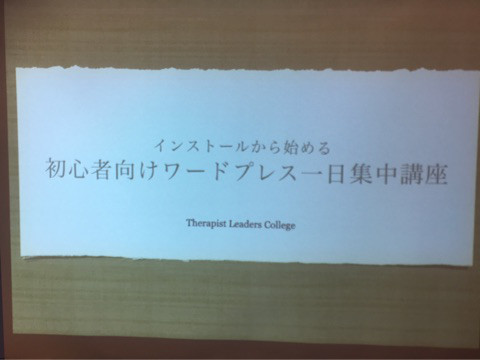 インストールから始める
初心者向けワードプレス一日集中講座
Therapist Leaders College